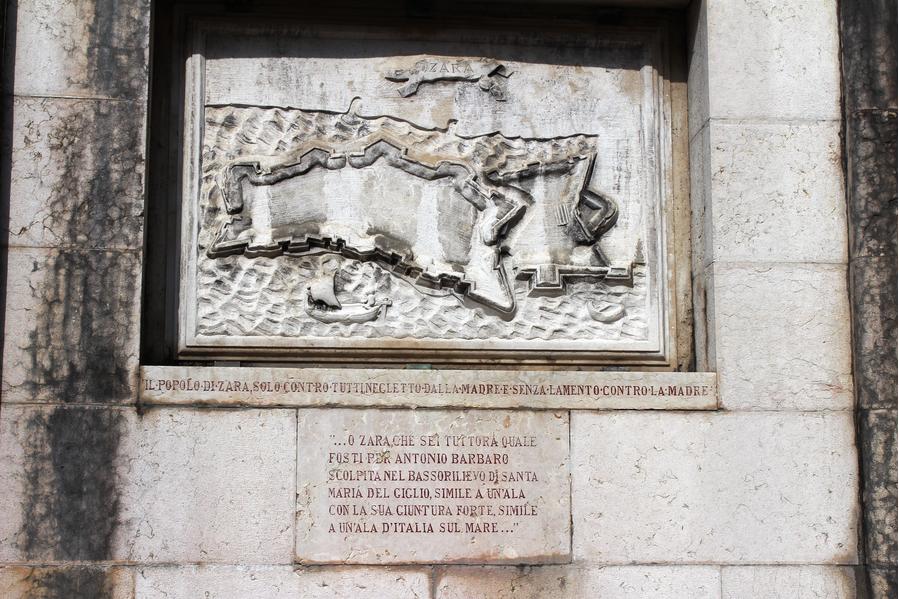 ZARA
IL·POPOLO·DI·ZARA, SOLO·CONTRO·TUTTI NEGLETTO·DALLA·MADRE·E·SENZA·LAMENTO·CONTRO·LA·MADRE
"...O ZARA, CHE SEI TUTTORA QUALE
FOSTI PER ANTONIO BARBARO
SCOLPITA NEL BASSORILIEVO DI SANTA
MARIA DEL GIGLIO, SIMILE A UN'ALA
CON LA SUA GIUNTURA FORTE, SIMILE
A UN'ALA D'ITALIA SUL MARE..."